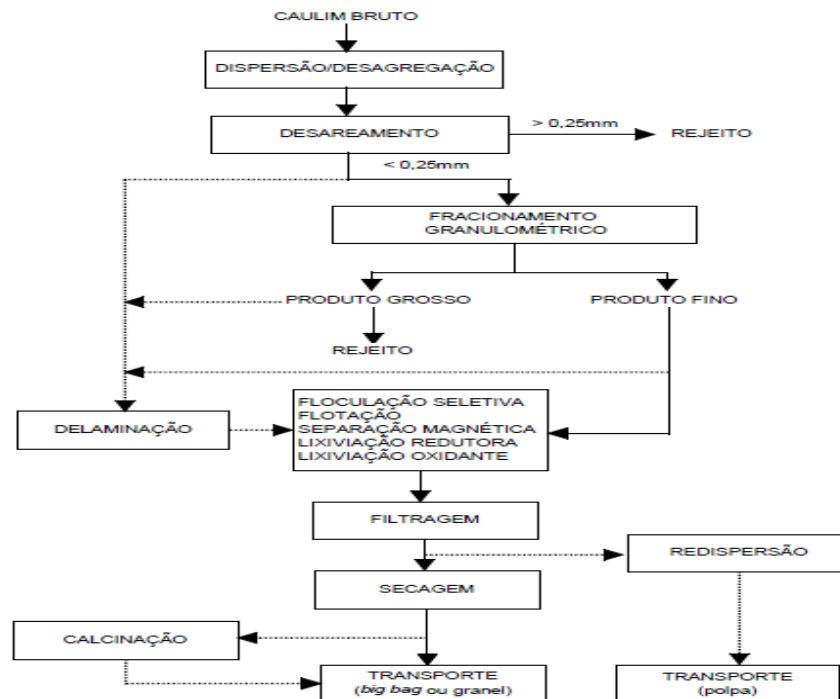 CAULIM BRUTO
DISPERSÃO/DESAGREGAÇÃO
DESAREAMENTO
> 0,25mm
REJEITO
< 0,25mm
FRACIONAMENTO
GRANULOMÉTRICO
PRODUTO GROSSO
PRODUTO FINO
REJEITO
DELAMINAÇÃO
FLOCULAÇÃO SELETIVA
FLOTAÇÃO
SEPARAÇÃO MAGNÉTICA
LIXIVIAÇÃO REDUTORA
LIXIVIAÇÃO OXIDANTE
FILTRAGEM
REDISPERSÃO
SECAGEM
CALCINAÇÃO
TRANSPORTE
(big bag ou granel)
TRANSPORTE
(polpa)